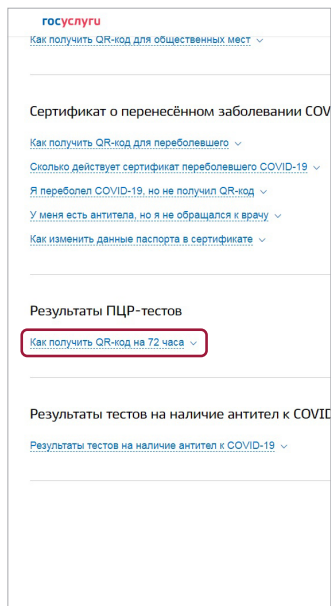 госуслуги
Как получить QR-код для общественных мест
Сертификат о перенесённом заболевании COV
Как получить QR-код для переболевшего
Сколько действует сертификат переболевшего COVID-19
Я переболел COVID-19, но не получил QR-код
У меня есть антитела, но я не обращался к врачу
Как изменить данные паспорта в сертификате
Результаты ПЦР-тестов
Как получить QR-код на 72 часа
Результаты тестов на наличие антител к COVID
Результаты тестов на наличие антител к COVID-19